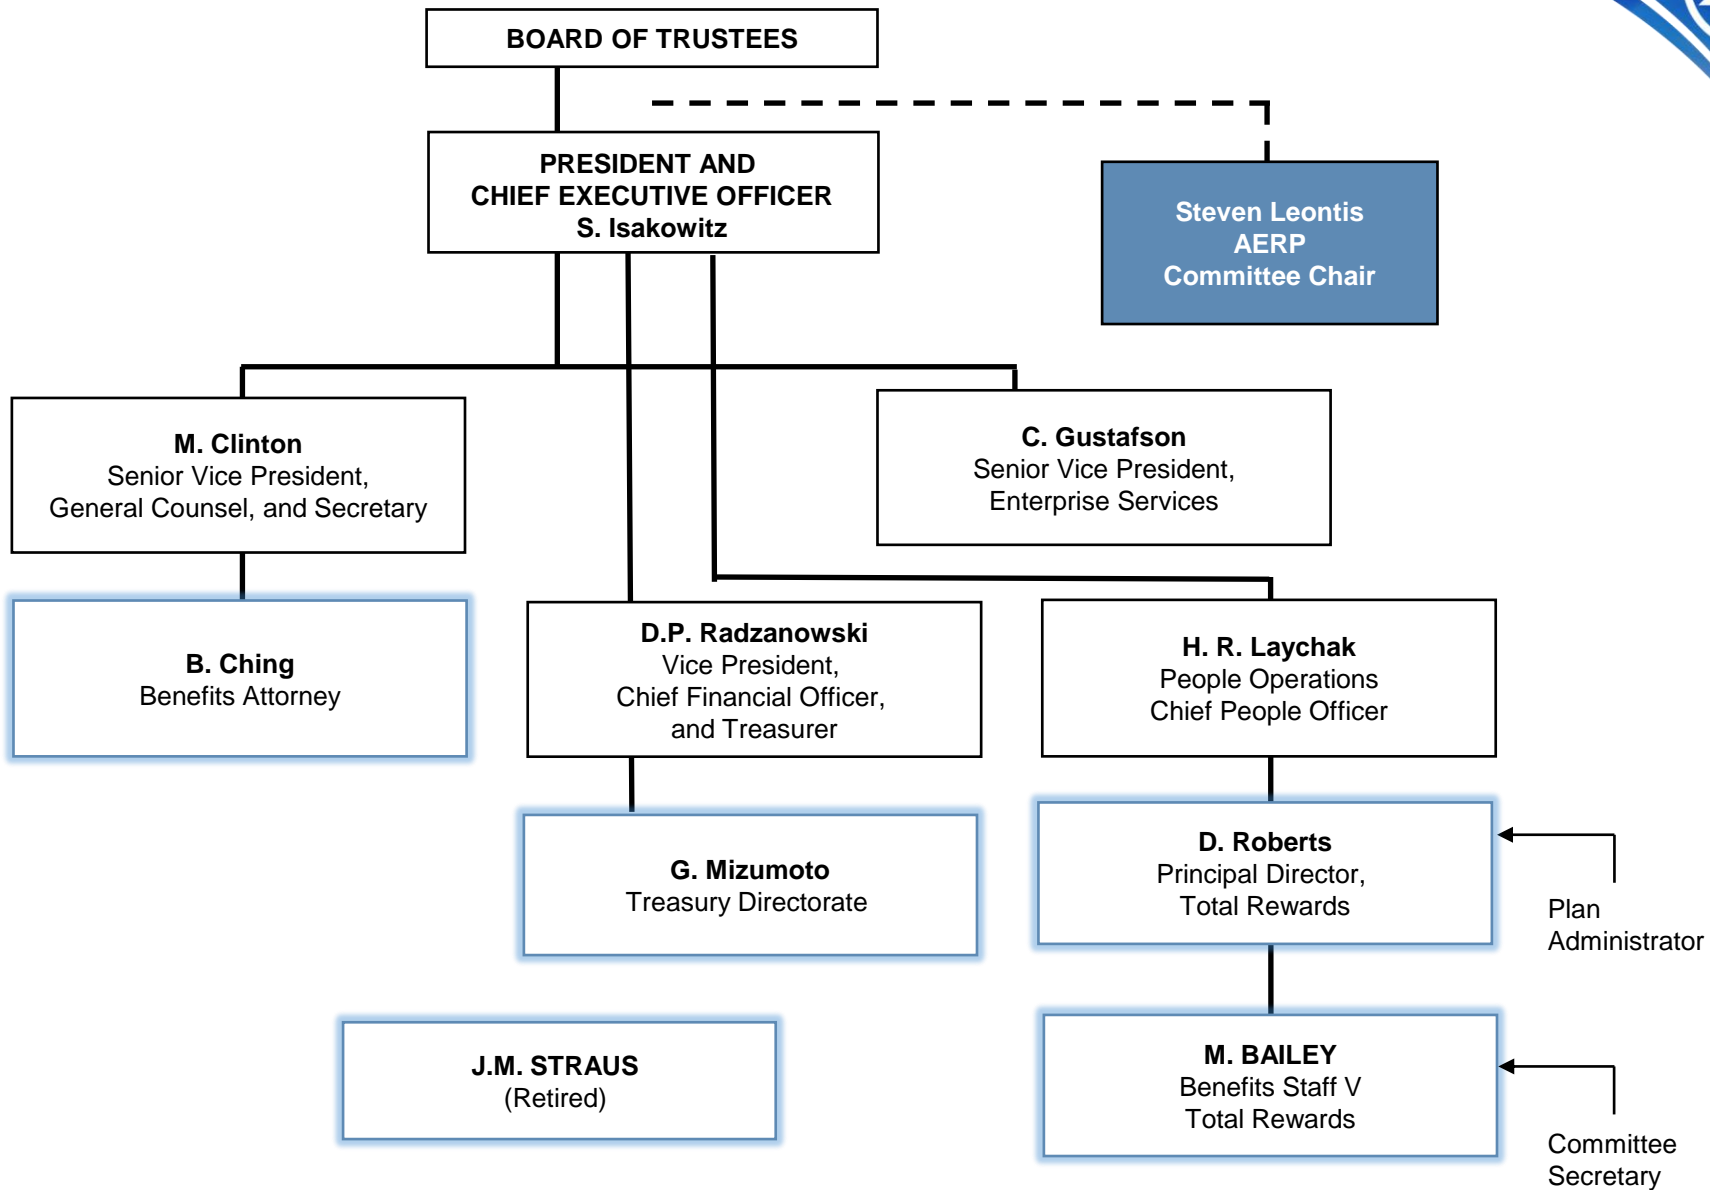 BOARD OF TRUSTEES
PRESIDENT AND
CHIEF EXECUTIVE OFFICER
S. Isakowitz
Steven Leontis
AERP
Committee Chair
M. Clinton
Senior Vice President,
General Counsel, and Secretary
C. Gustafson
Senior Vice President,
Enterprise Services
B. Ching
Benefits Attorney
D.P. Radzanowski
Vice President,
Chief Financial Officer,
and Treasurer
H. R. Laychak
People Operations
Chief People Officer
G. Mizumoto
Treasury Directorate
D. Roberts
Principal Director,
Total Rewards
Plan
Administrator
J.M. STRAUS
(Retired)
M. BAILEY
Benefits Staff V
Total Rewards
Committee
Secretary